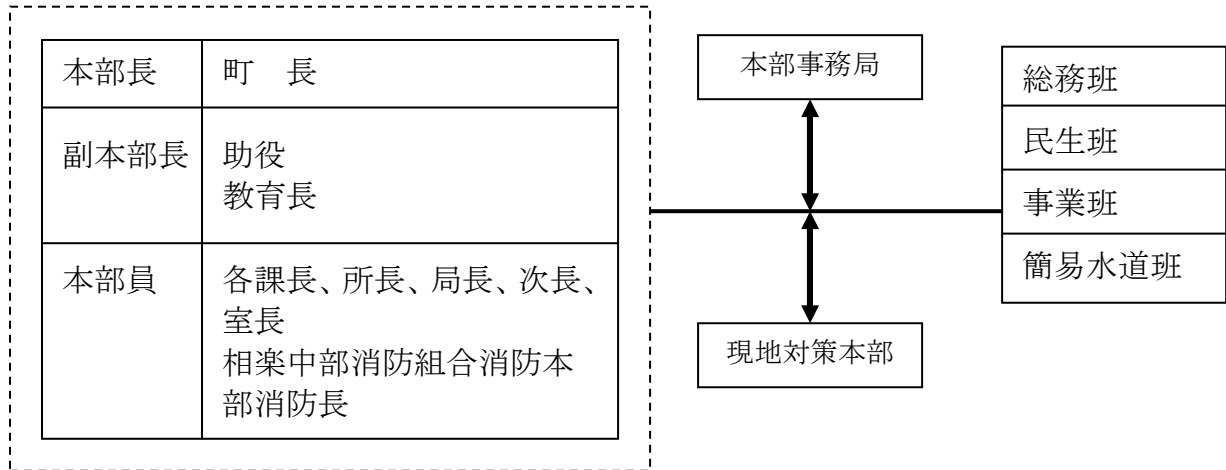 本部長
町　長
副本部長
助役
教育長
本部員
各課長、所長、局長、次長、
室長
相楽中部消防組合消防本
部消防長
本部事務局
現地対策本部
総務班
民生班
事業班
簡易水道班